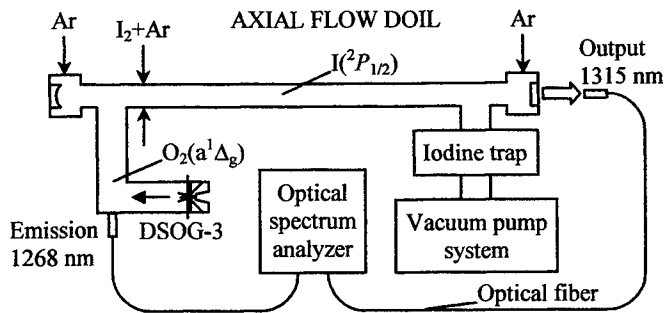 Ar
I₂+Ar
AXIAL FLOW DOIL
Ar
Output
1315 nm
I(²P₁/₂)
O₂(a¹Δg)
Iodine trap
Optical
spectrum
analyzer
Vacuum pump
system
Emission
1268 nm
DSOG-3
Optical fiber